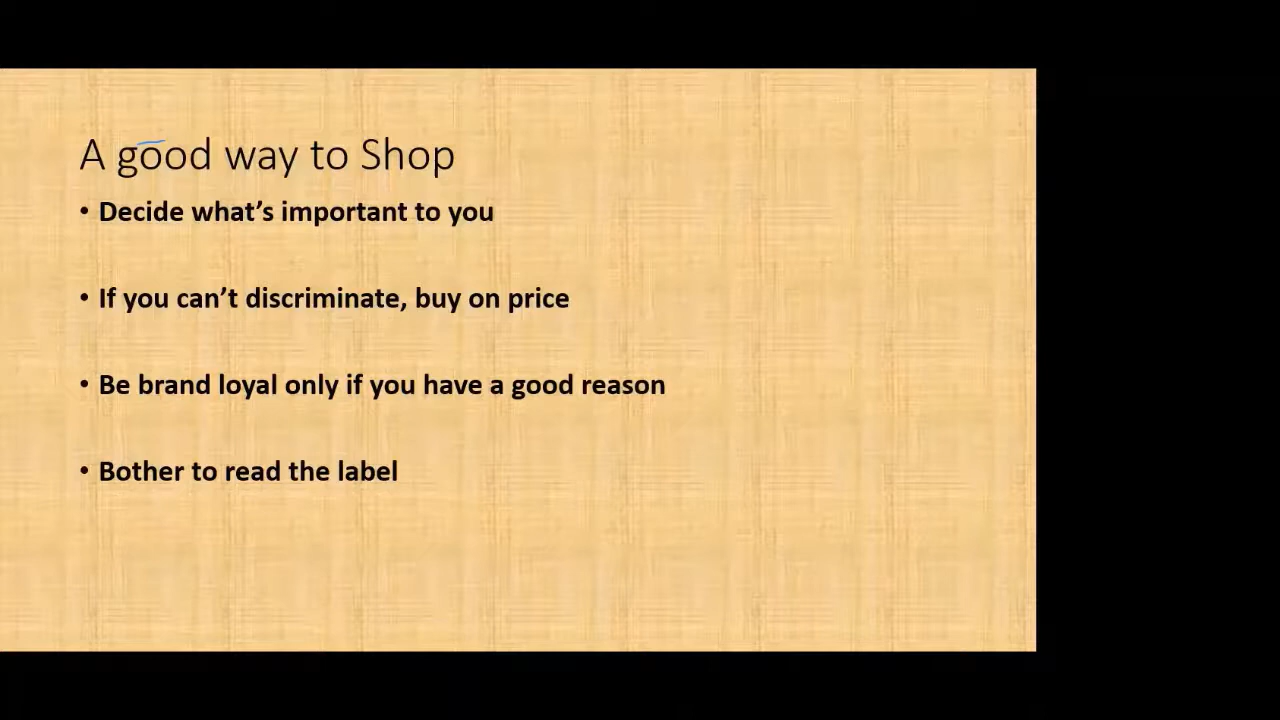 A good way to Shop
• Decide what’s important to you
• If you can’t discriminate, buy on price
• Be brand loyal only if you have a good reason
• Bother to read the label